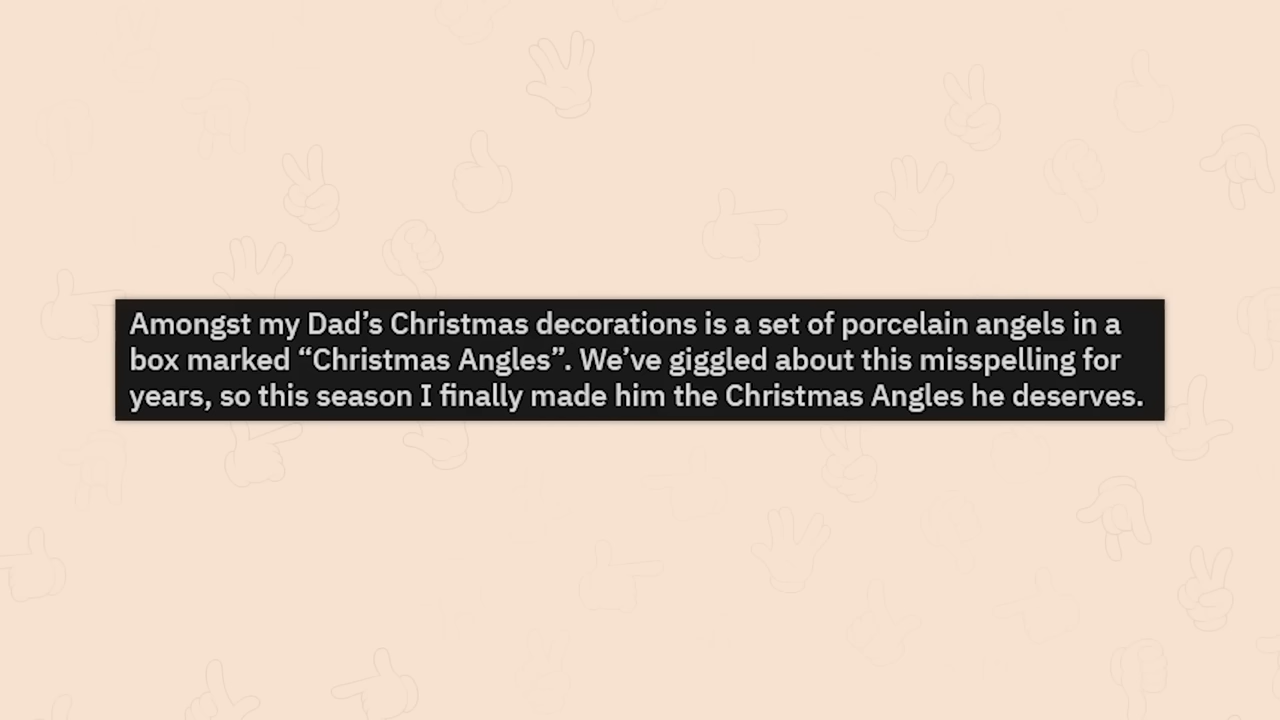 Amongst my Dad’s Christmas decorations is a set of porcelain angels in a
box marked “Christmas Angles”. We’ve giggled about this misspelling for
years, so this season I finally made him the Christmas Angles he deserves.